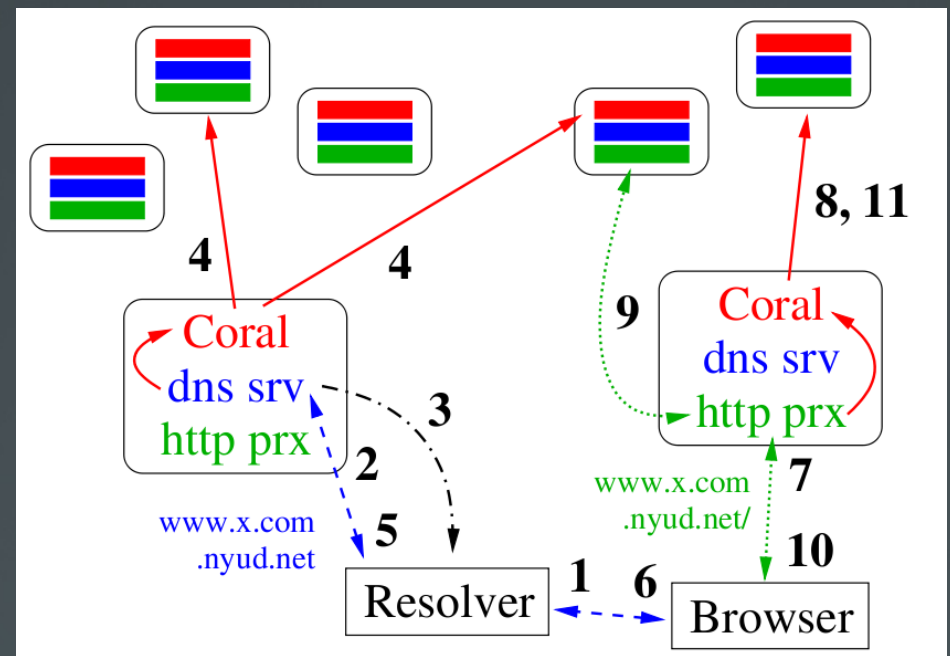 8, 11
4
4
9
Coral
dns srv
http prx
Coral
dns srv
http prx
3
2
www.x.com
.nyud.net
5
www.x.com
.nyud.net/
7
10
1
6
Resolver
Browser